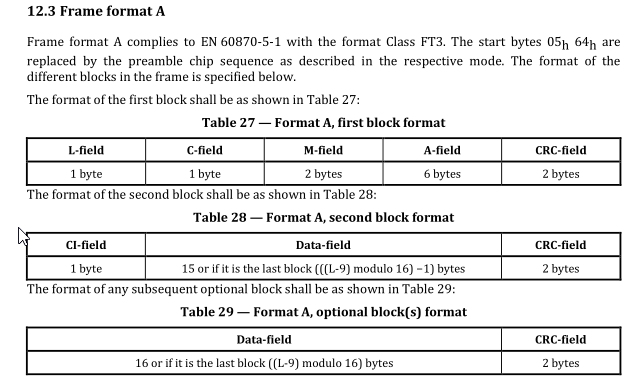 12.3 Frame format A
Frame format A complies to EN 60870-5-1 with the format Class FT3. The start bytes 05h 64h are
replaced by the preamble chip sequence as described in the respective mode. The format of the
different blocks in the frame is specified below.
The format of the first block shall be as shown in Table 27:
Table 27 — Format A, first block format
L-field C-field M-field A-field CRC-field
1 byte 1 byte 2 bytes 6 bytes 2 bytes
The format of the second block shall be as shown in Table 28:
Table 28 — Format A, second block format
CI-field Data-field CRC-field
1 byte 15 or if it is the last block (((L-9) modulo 16) −1) bytes 2 bytes
The format of any subsequent optional block shall be as shown in Table 29:
Table 29 — Format A, optional block(s) format
Data-field CRC-field
16 or if it is the last block ((L-9) modulo 16) bytes 2 bytes